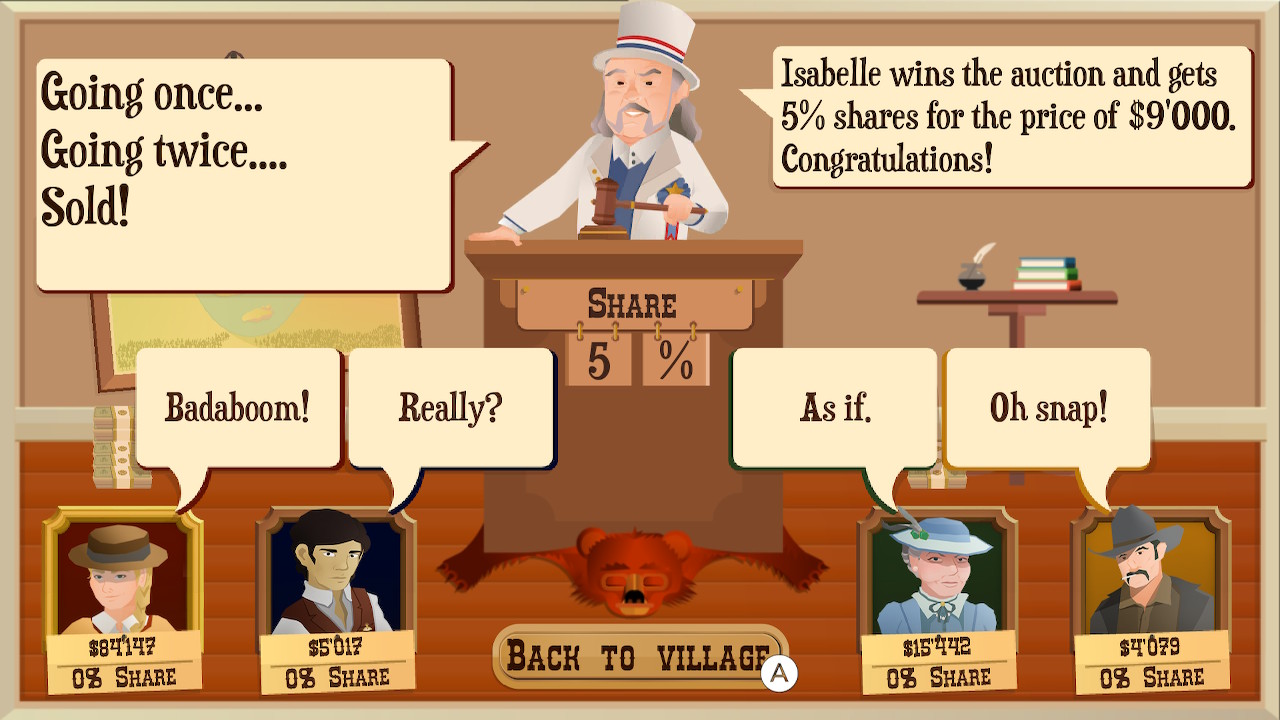 Going once...
Going twice....
Sold!
Isabelle wins the auction and gets
5% shares for the price of $9'000.
Congratulations!
Share
5 %
Badaboom!
Really?
As if.
Oh snap!
$84'147
0% Share
$5'017
0% Share
$15'442
0% Share
$4'079
0% Share
Back to village
A